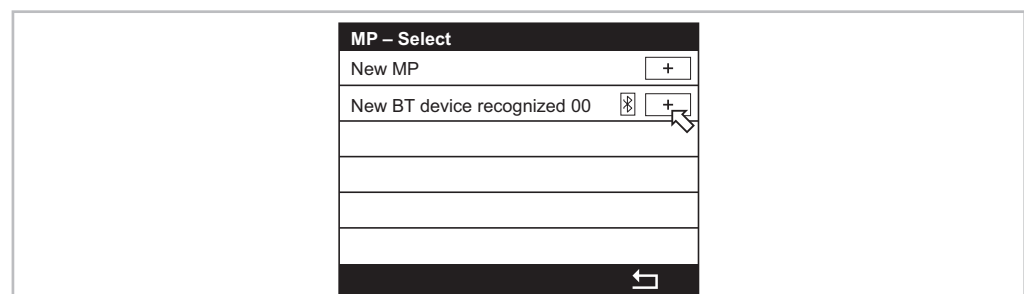 MP – Select
New MP +
New BT device recognized 00 +